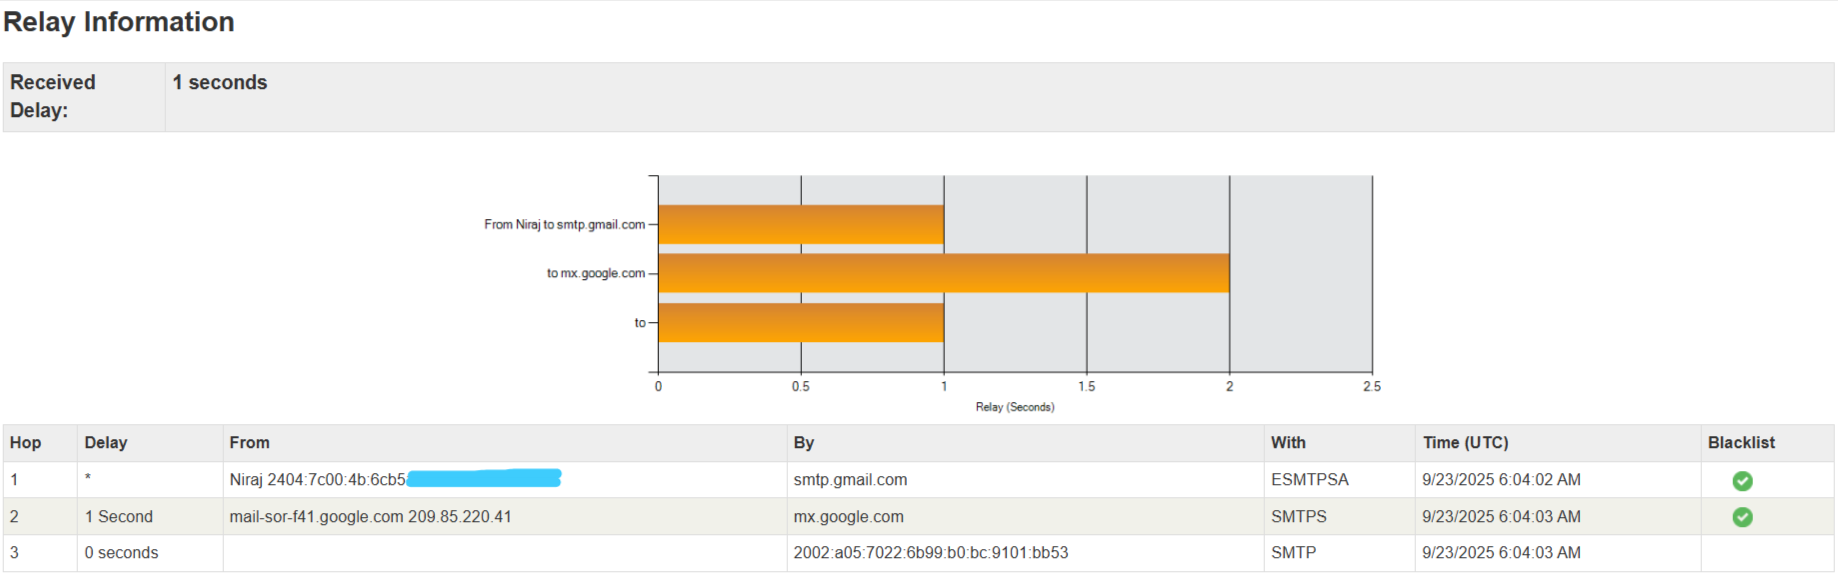 Relay Information
Received Delay: 1 seconds
From Niraj to smtp.gmail.com
to mx.google.com
to
0 0.5 1 1.5 2 2.5
Relay (Seconds)
Hop Delay From By With Time (UTC) Blacklist
1 * Niraj 2404:7c00:4b:6cb5 smtp.gmail.com ESMTPSA 9/23/2025 6:04:02 AM
2 1 Second mail-sor-f41.google.com 209.85.220.41 mx.google.com SMTPS 9/23/2025 6:04:03 AM
3 0 seconds 2002:a05:7022:6b99:b0:bc:9101:bb53 SMTP 9/23/2025 6:04:03 AM